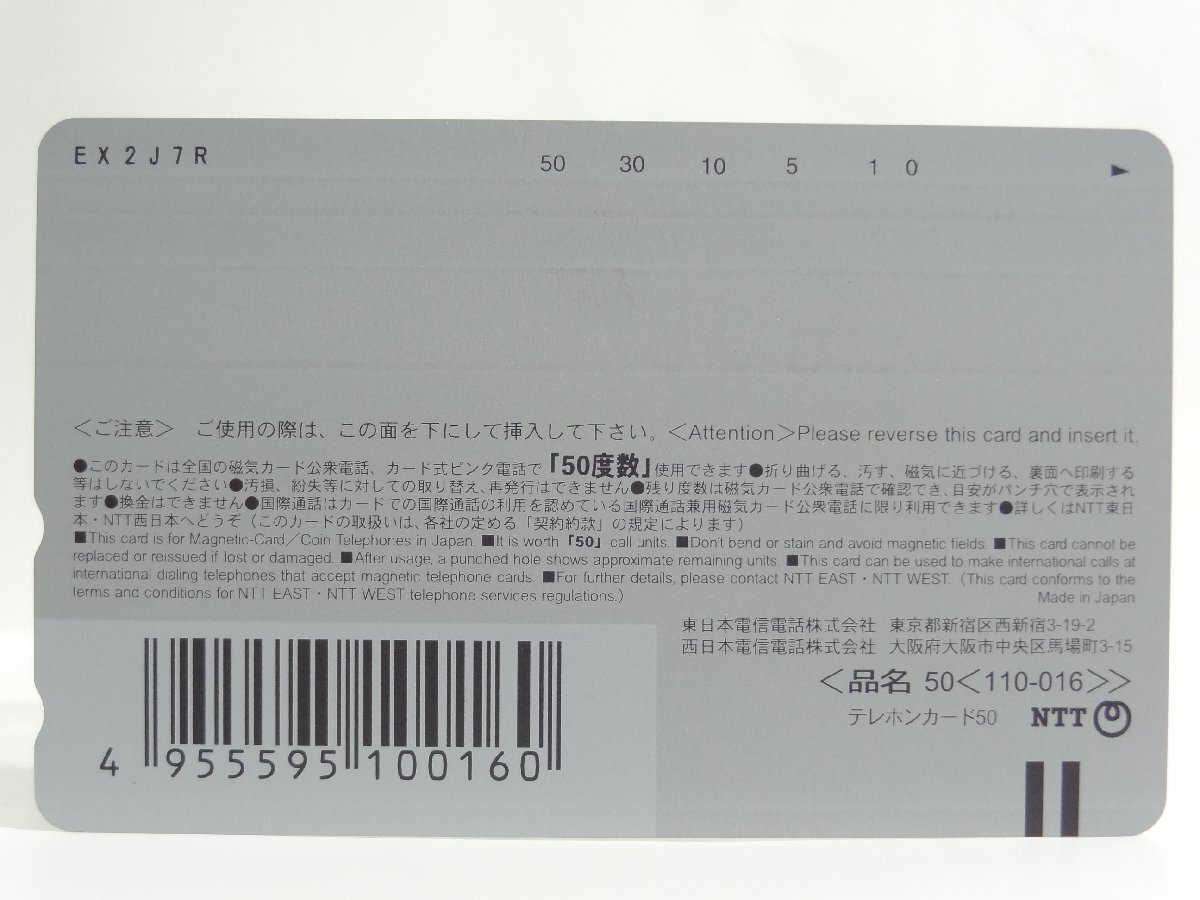 EX2J7R 50 30 10 5 1 0 ►
＜ご注意＞ ご使用の際は、この面を下にして挿入して下さい。＜Attention＞Please reverse this card and insert it.
●このカードは全国の磁気カード公衆電話、カード式ピンク電話で「50度数」使用できます●折り曲げる、汚す、磁気に近づける、裏面へ印刷する
等はしないでください●汚損、紛失等に対しての取り替え、再発行はできません●残り度数は磁気カード公衆電話で確認でき、目安がパンチ穴で表示され
ます●換金はできません●国際通話はカードでの国際通話の利用を認めている国際通話兼用磁気カード公衆電話に限り利用できます●詳しくはNTT東日
本・NTT西日本へどうぞ（このカードの取扱いは、各社の定める「契約約款」の規定によります）
■This card is for Magnetic-Card／Coin Telephones in Japan. ■It is worth「50」call units. ■Don't bend or stain and avoid magnetic fields. ■This card cannot be
replaced or reissued if lost or damaged. ■After usage, a punched hole shows approximate remaining units. ■This card can be used to make international calls at
international dialing telephones that accept magnetic telephone cards. ■For further details, please contact NTT EAST・NTT WEST.（This card conforms to the
terms and conditions for NTT EAST・NTT WEST telephone services regulations.） Made in Japan
東日本電信電話株式会社 東京都新宿区西新宿3-19-2
西日本電信電話株式会社 大阪府大阪市中央区馬場町3-15
＜品名 50＜110-016＞＞
テレホンカード50 NTT
4 955595 100160